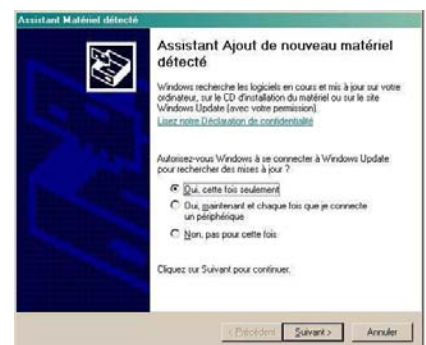 Assistant Matériel détecté
Assistant Ajout de nouveau matériel
détecté
Windows recherche les logiciels en cours et mis à jour sur votre
ordinateur, sur le CD d'installation du matériel ou sur le site
Windows Update (avec votre permission).
Lisez notre Déclaration de confidentialité
Autorisez-vous Windows à se connecter à Windows Update
pour rechercher des mises à jour ?
Oui, cette fois seulement
Oui, maintenant et chaque fois que je connecte
un périphérique
Non, pas pour cette fois
Cliquez sur Suivant pour continuer.
< Précédent Suivant > Annuler